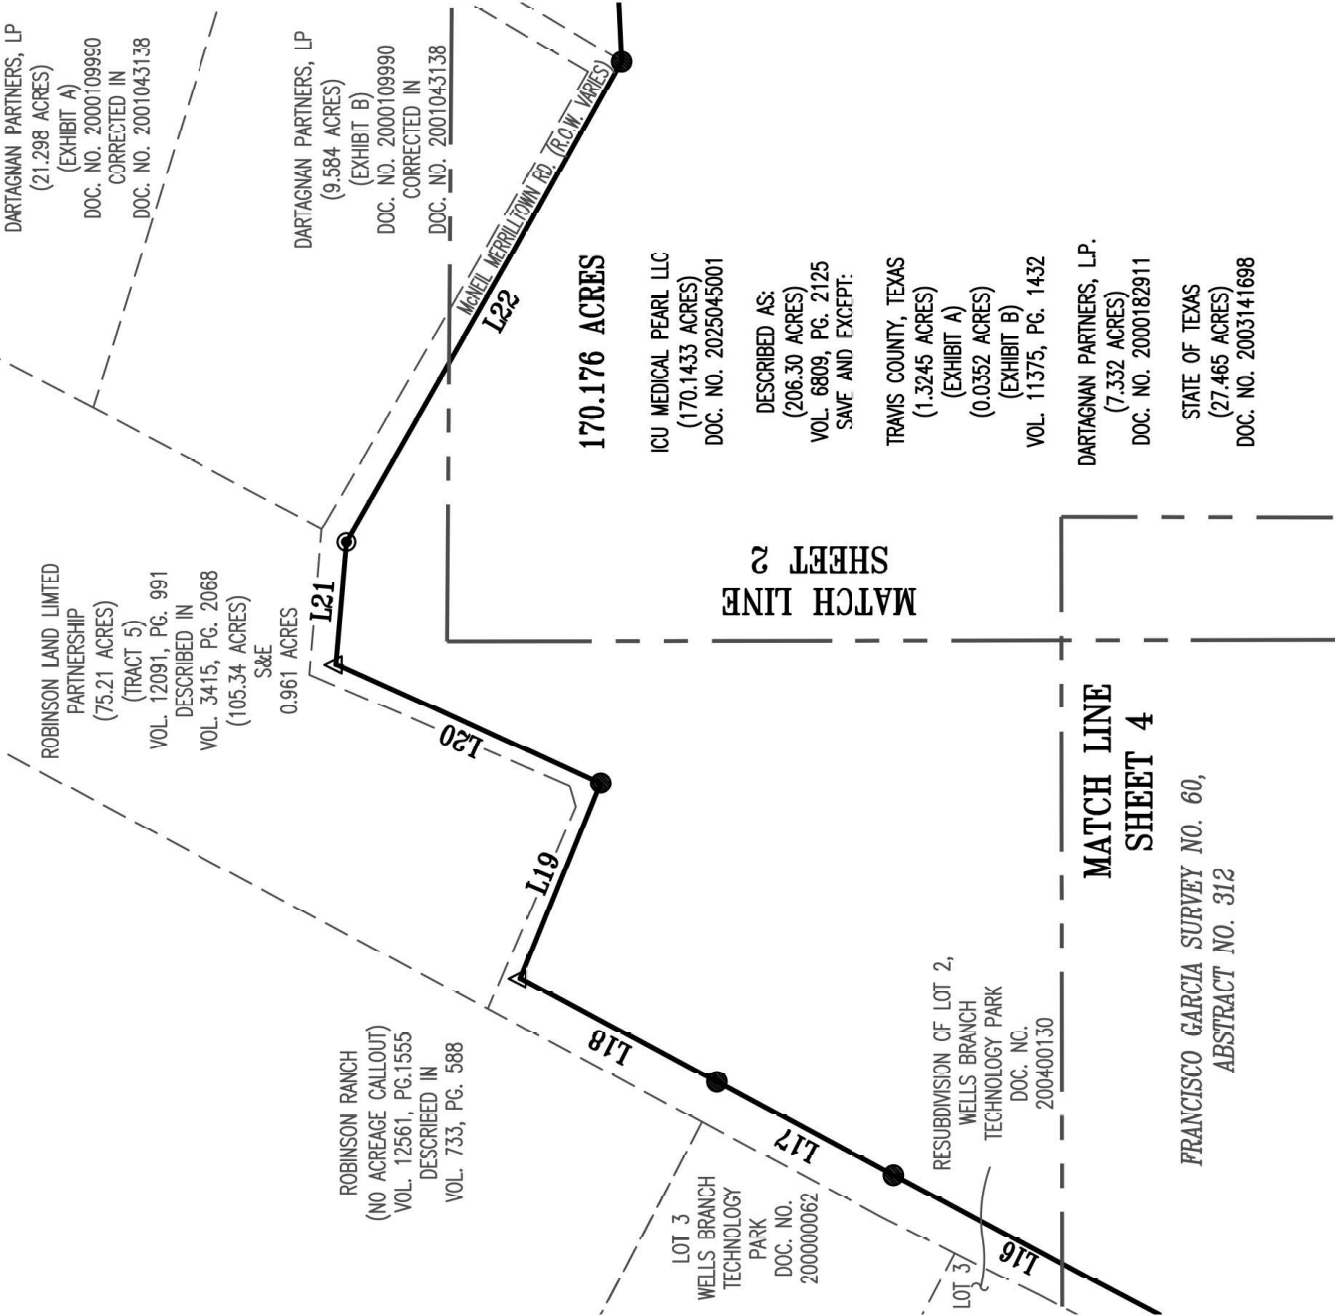 DARTAGNAN PARTNERS, LP
(21.298 ACRES)
(EXHIBIT A)
DOC. NO. 2000109990
CORRECTED IN
DOC. NO. 2001043138
DARTAGNAN PARTNERS, LP
(9.584 ACRES)
(EXHIBIT B)
DOC. NO. 2000109990
CORRECTED IN
DOC. NO. 2001043138
McNEIL MERRILLTOWN RD. (R.O.W. VARIES)
L22
ROBINSON LAND LIMTED
PARTNERSHIP
(75.21 ACRES)
(TRACT 5)
VOL. 12091, PG. 991
DESCRIBED IN
VOL. 3415, PG. 2068
(105.34 ACRES)
S&E
0.961 ACRES
L21
L20
L19
170.176 ACRES
ICU MEDICAL PEARL LLC
(170.1433 ACRES)
DOC. NO. 2025045001
DESCRIBED AS:
(206.30 ACRES)
VOL. 6809, PG. 2125
SAVE AND EXCEPT:
TRAVIS COUNTY, TEXAS
(1.3245 ACRES)
(EXHIBIT A)
(0.0352 ACRES)
(EXHIBIT B)
VOL. 11375, PG. 1432
DARTAGNAN PARTNERS, L.P.
(7.332 ACRES)
DOC. NO. 2000182911
STATE OF TEXAS
(27.465 ACRES)
DOC. NO. 2003141698
MATCH LINE
SHEET 2
MATCH LINE
SHEET 4
ROBINSON RANCH
(NO ACREAGE CALLOUT)
VOL. 12561, PG.1555
DESCRIBED IN
VOL. 733, PG. 588
L18
L17
L16
LOT 3
WELLS BRANCH
TECHNOLOGY
PARK
DOC. NO.
200000062
RESUBDIVISION OF LOT 2,
WELLS BRANCH
TECHNOLOGY PARK
DOC. NO.
200400130
LOT 3
FRANCISCO GARCIA SURVEY NO. 60,
ABSTRACT NO. 312